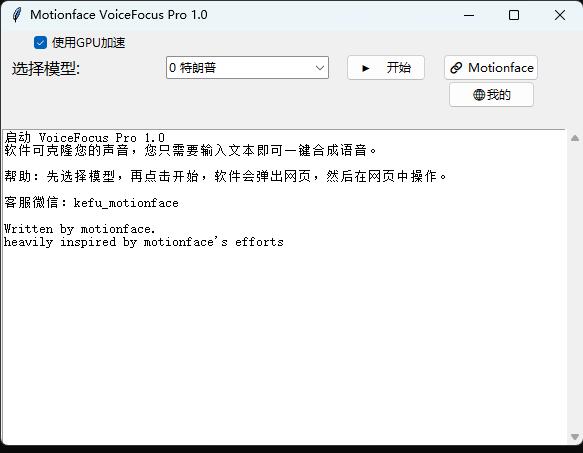 Motionface VoiceFocus Pro 1.0
使用GPU加速
选择模型:
0 特朗普
开始
Motionface
我的
启动 VoiceFocus Pro 1.0
软件可克隆您的声音，您只需要输入文本即可一键合成语音。
帮助：先选择模型，再点击开始，软件会弹出网页，然后在网页中操作。
客服微信：kefu_motionface
Written by motionface.
heavily inspired by motionface's efforts